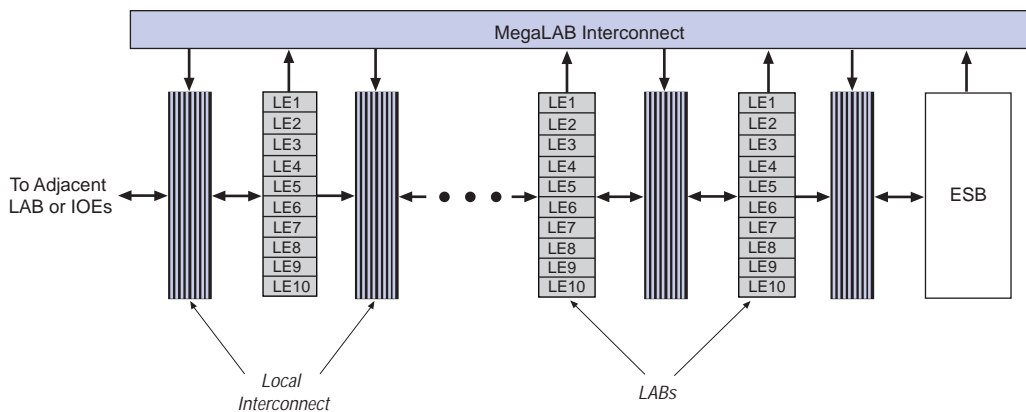 MegaLAB Interconnect
LE1
LE2
LE3
LE4
LE5
LE6
LE7
LE8
LE9
LE10
LE1
LE2
LE3
LE4
LE5
LE6
LE7
LE8
LE9
LE10
LE1
LE2
LE3
LE4
LE5
LE6
LE7
LE8
LE9
LE10
To Adjacent
LAB or IOEs
ESB
Local
Interconnect
LABs